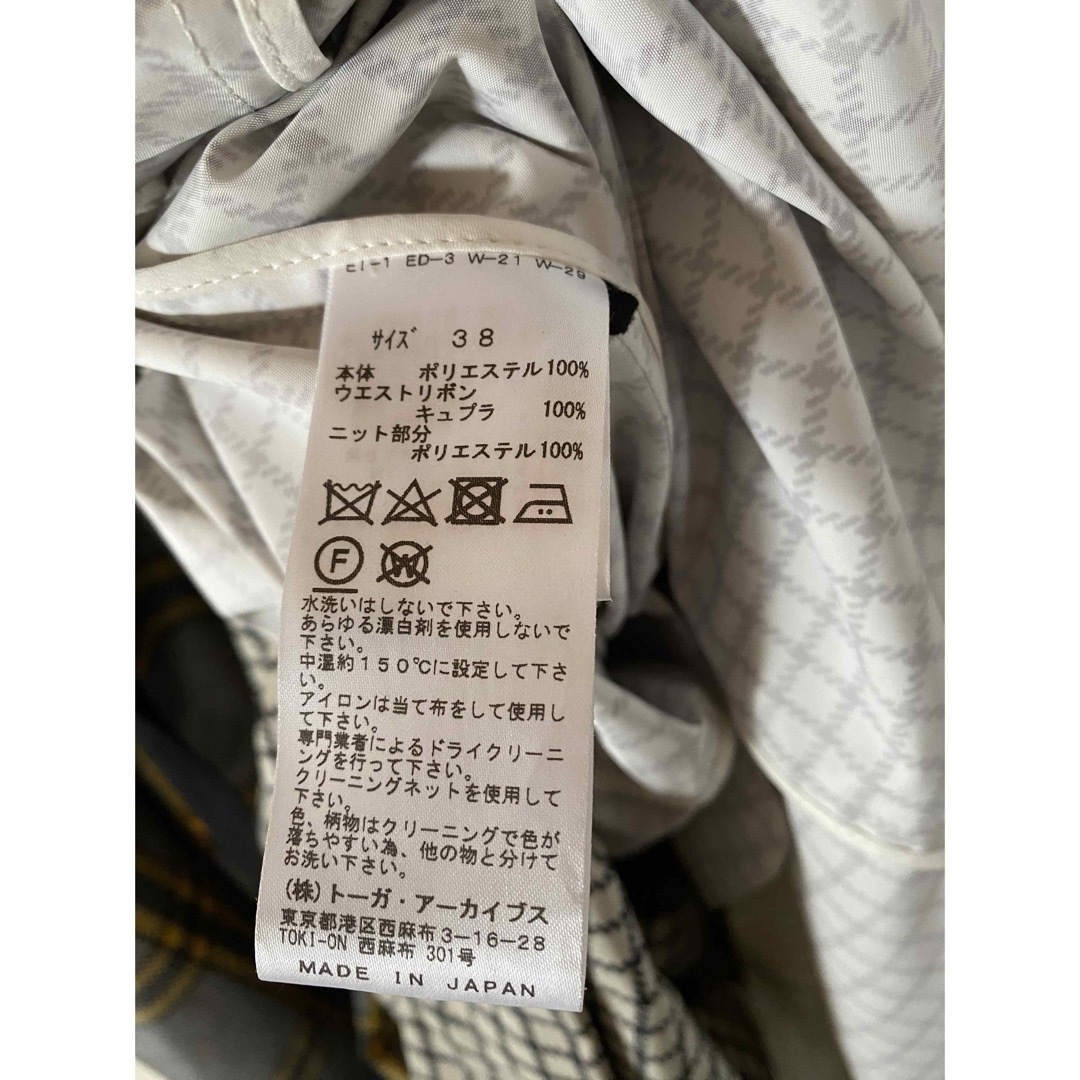 EI-1 ED-3 W-21 W-29
サイズ 38
本体 ポリエステル100%
ウエストリボン
キュプラ 100%
ニット部分
ポリエステル100%
F W
水洗いはしないで下さい。
あらゆる漂白剤を使用しないで
下さい。
中温約150℃に設定して下さ
い。
アイロンは当て布をして使用し
て下さい。
専門業者によるドライクリーニ
ングを行って下さい。
クリーニングネットを使用して
下さい。
色、柄物はクリーニングで色が
落ちやすい為、他の物と分けて
お洗い下さい。
(株)トーガ・アーカイブス
東京都港区西麻布3-16-28
TOKI-ON 西麻布 301号
MADE IN JAPAN